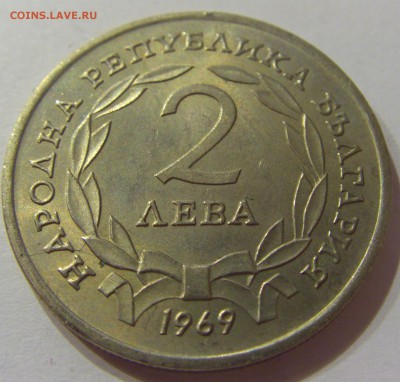 COINS.LAVE.RU
НАРОДНА РЕПУБЛИКА БЪЛГАРИЯ
2
ЛЕВА
1969